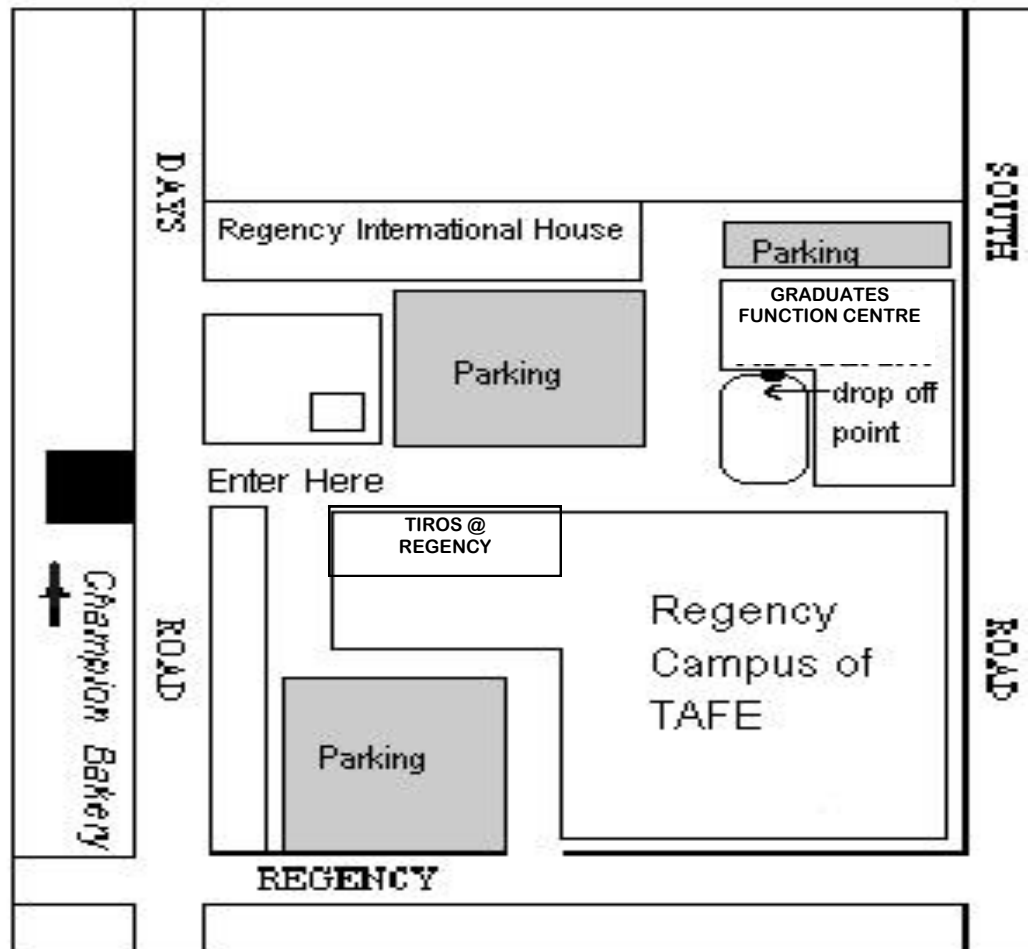 DAYS
ROAD
SOUTH
ROAD
Regency International House
Parking
GRADUATES
FUNCTION CENTRE
Parking
drop off
point
Enter Here
TIROS @
REGENCY
Champion Bakery
Regency
Campus of
TAFE
Parking
REGENCY